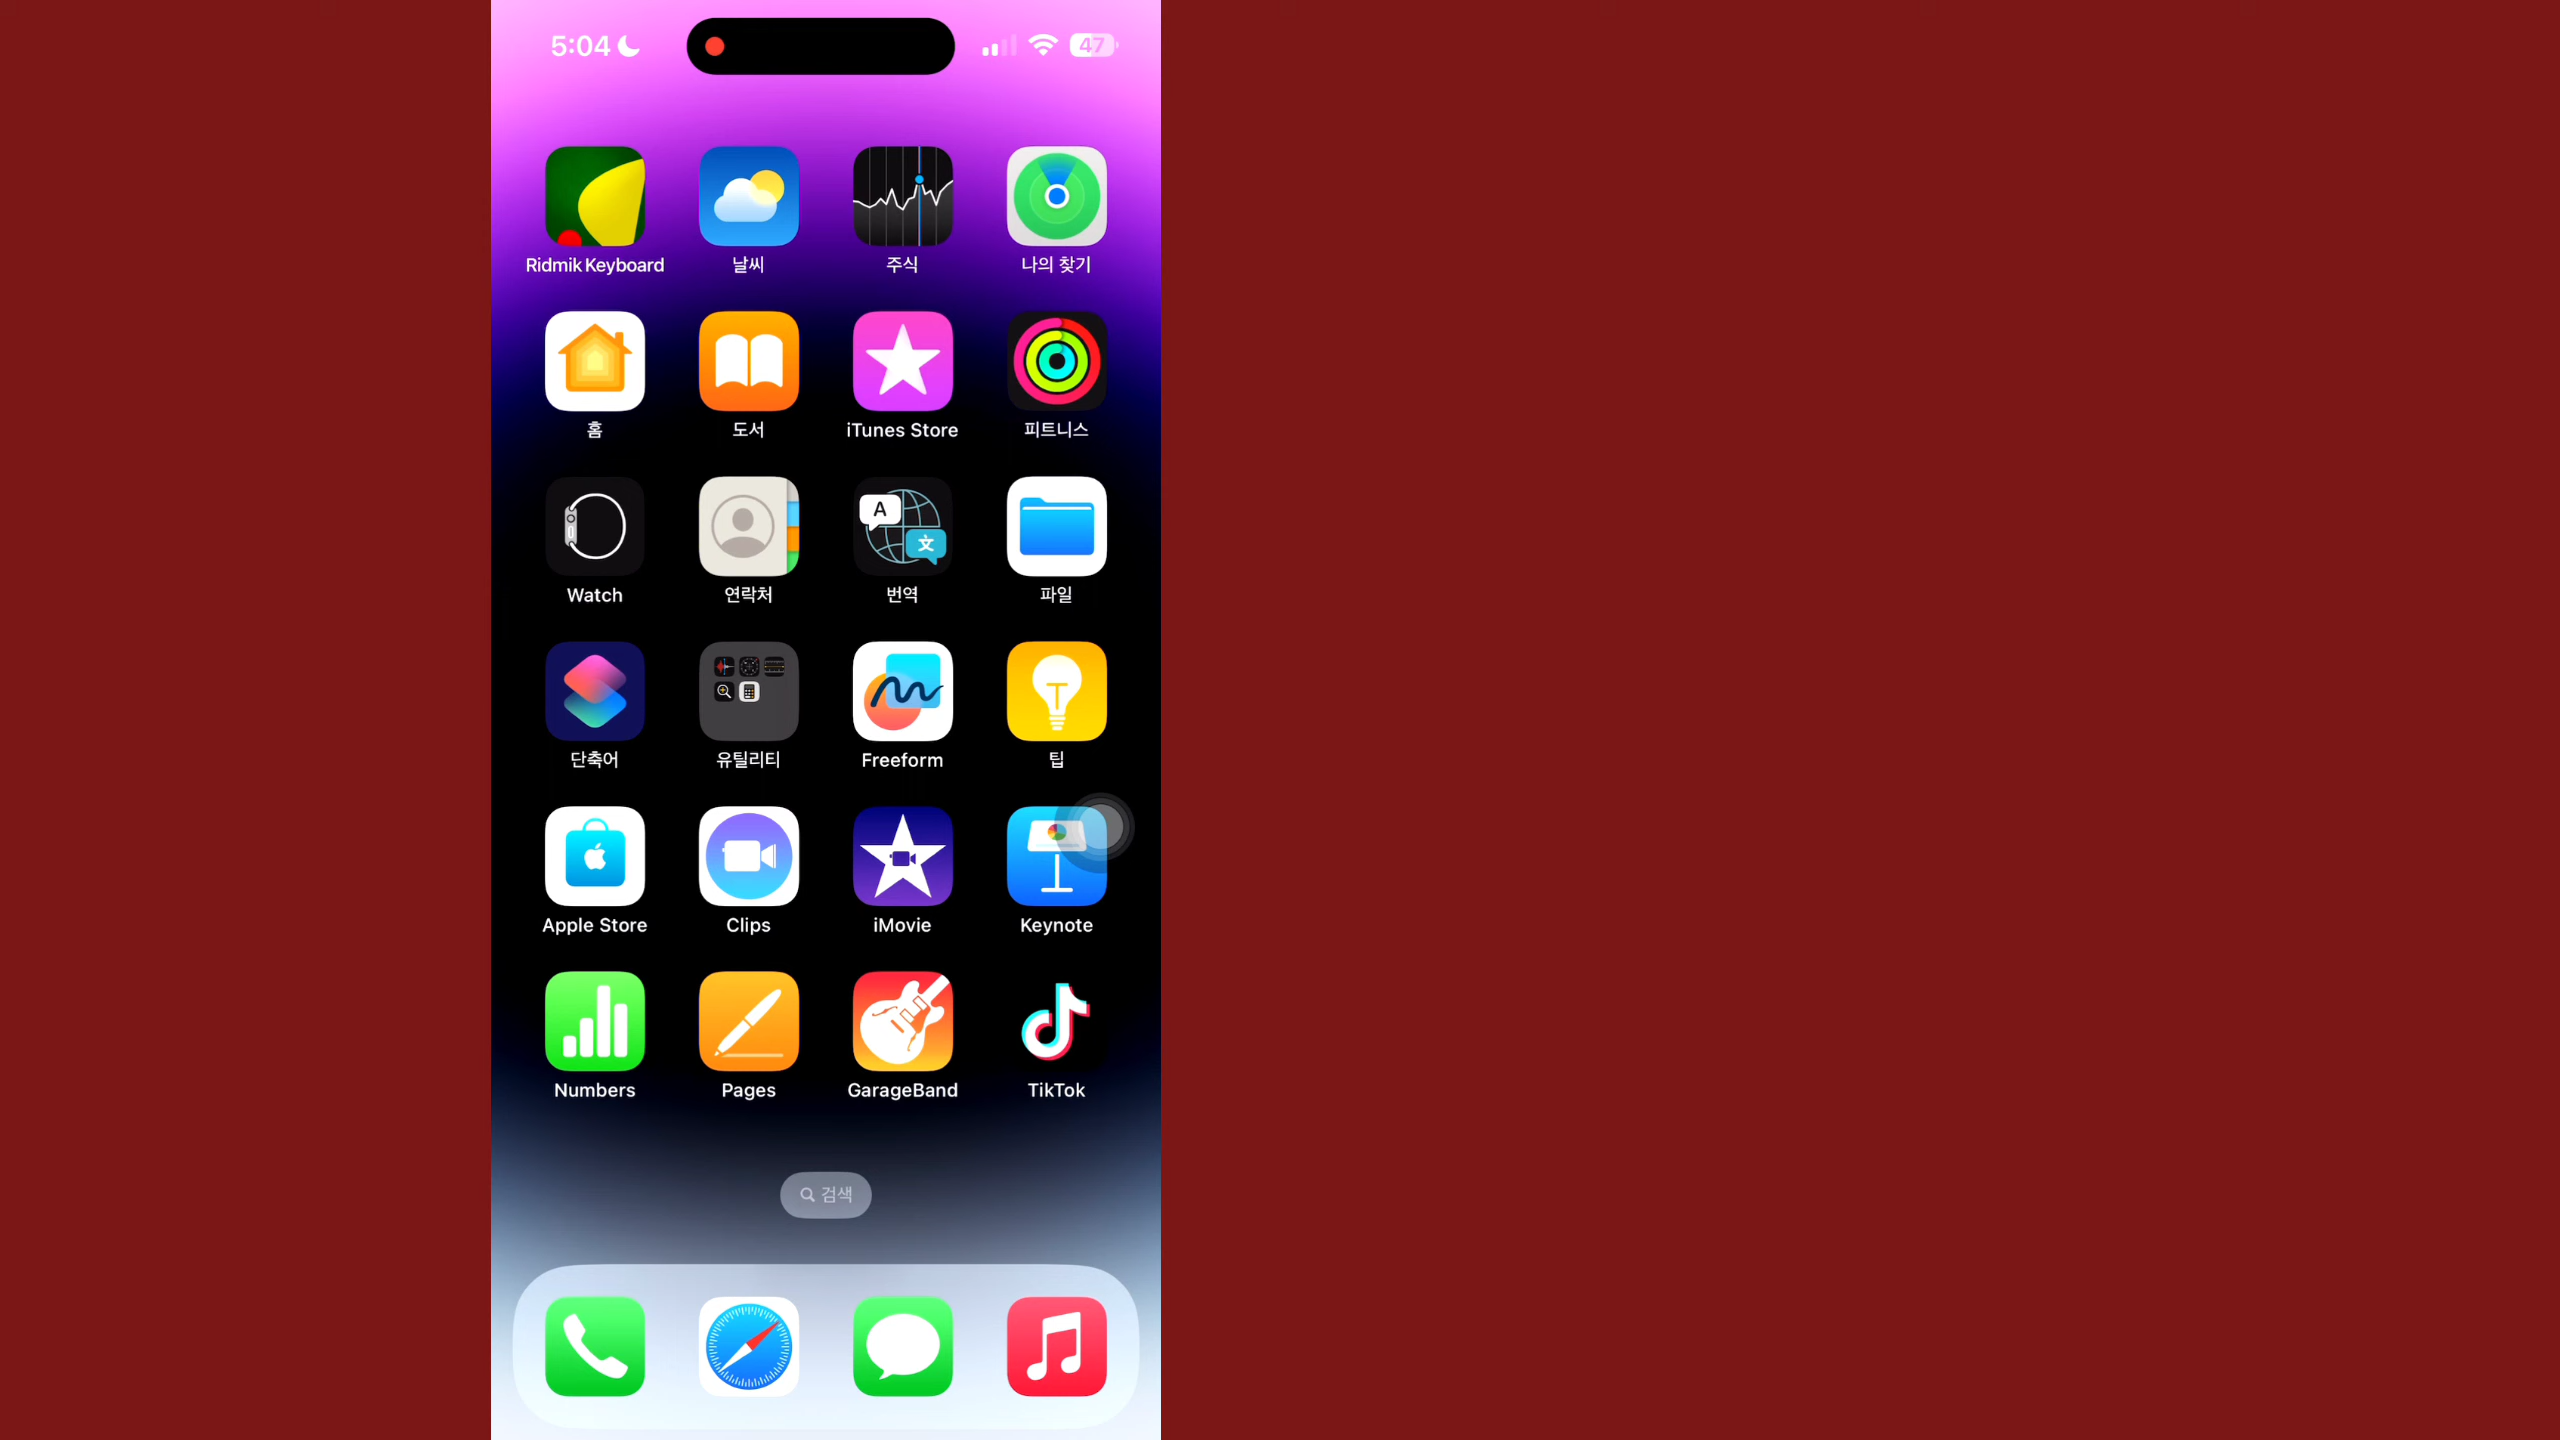 5:04
47
Ridmik Keyboard
날씨
주식
나의 찾기
홈
도서
iTunes Store
피트니스
A
文
Watch
연락처
번역
파일
단축어
유틸리티
Freeform
팁
Apple Store
Clips
iMovie
Keynote
Numbers
Pages
GarageBand
TikTok
검색